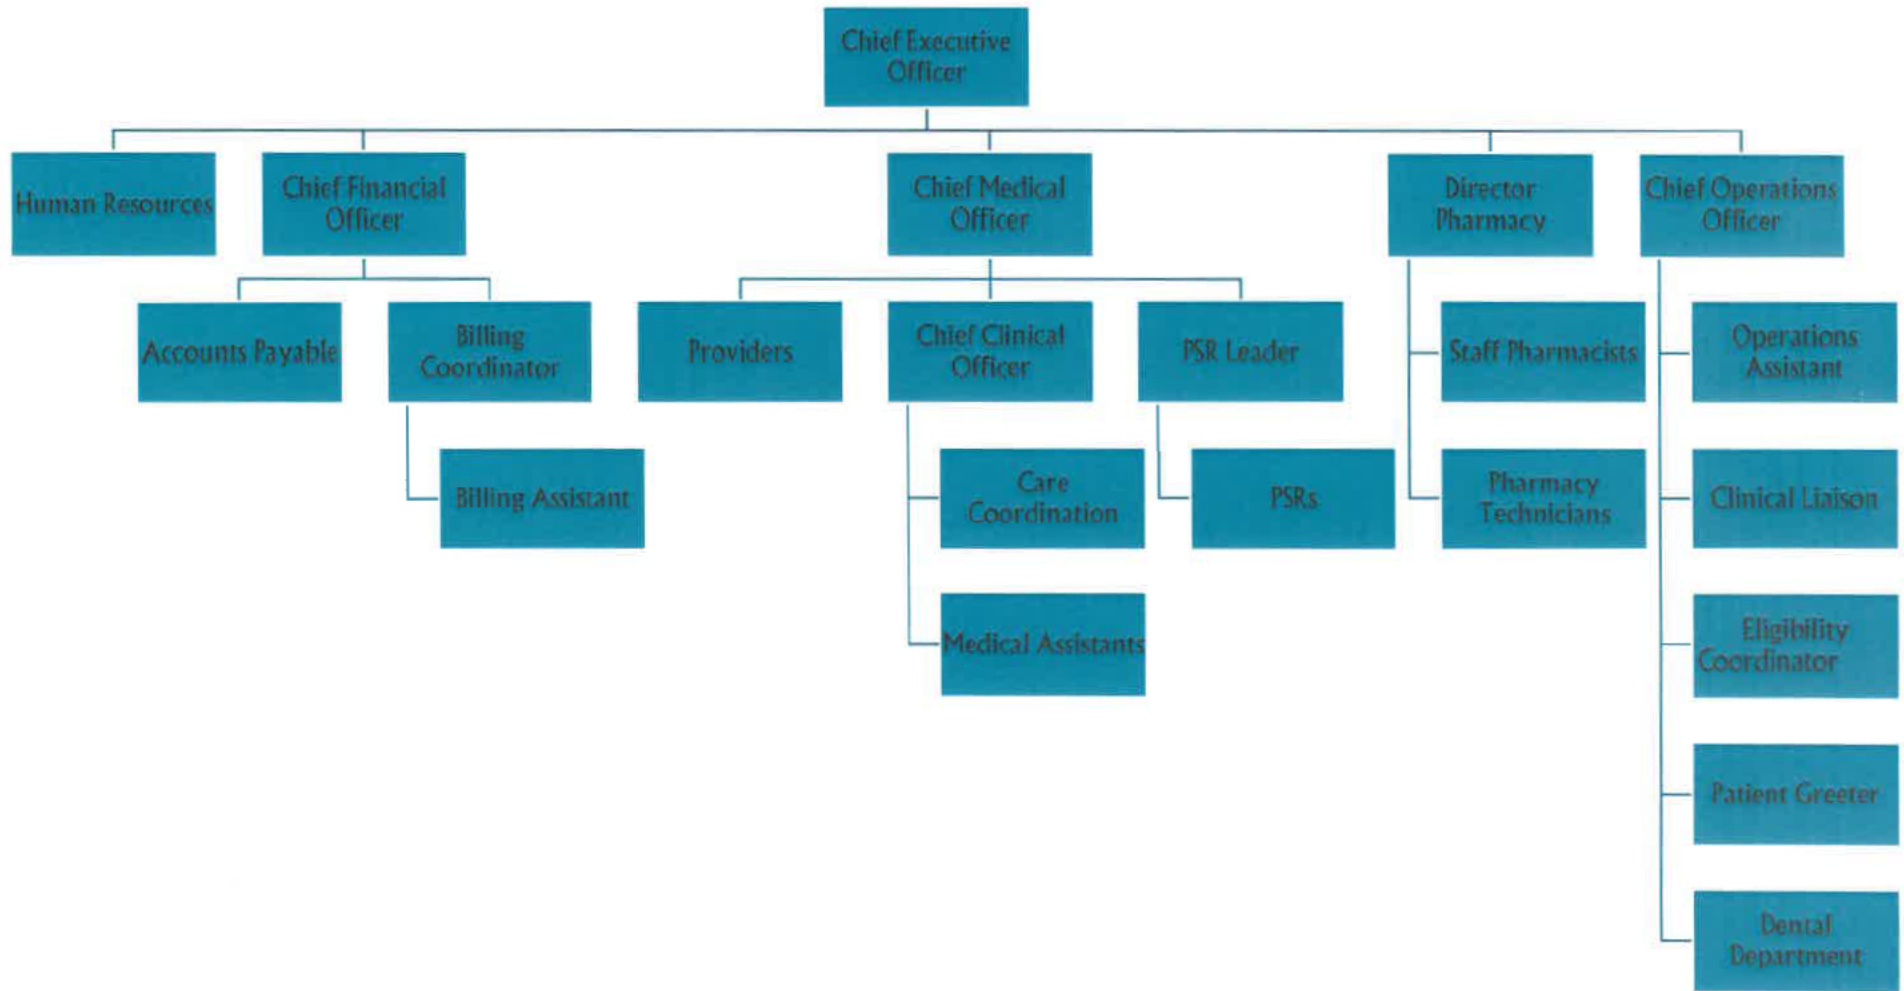 Chief Executive
Officer
Human Resources
Chief Financial
Officer
Chief Medical
Officer
Director
Pharmacy
Chief Operations
Officer
Accounts Payable
Billing
Coordinator
Providers
Chief Clinical
Officer
PSR Leader
Staff Pharmacists
Operations
Assistant
Billing Assistant
Care
Coordination
PSRs
Pharmacy
Technicians
Clinical Liaison
Medical Assistants
Eligibility
Coordinator
Patient Greeter
Dental
Department